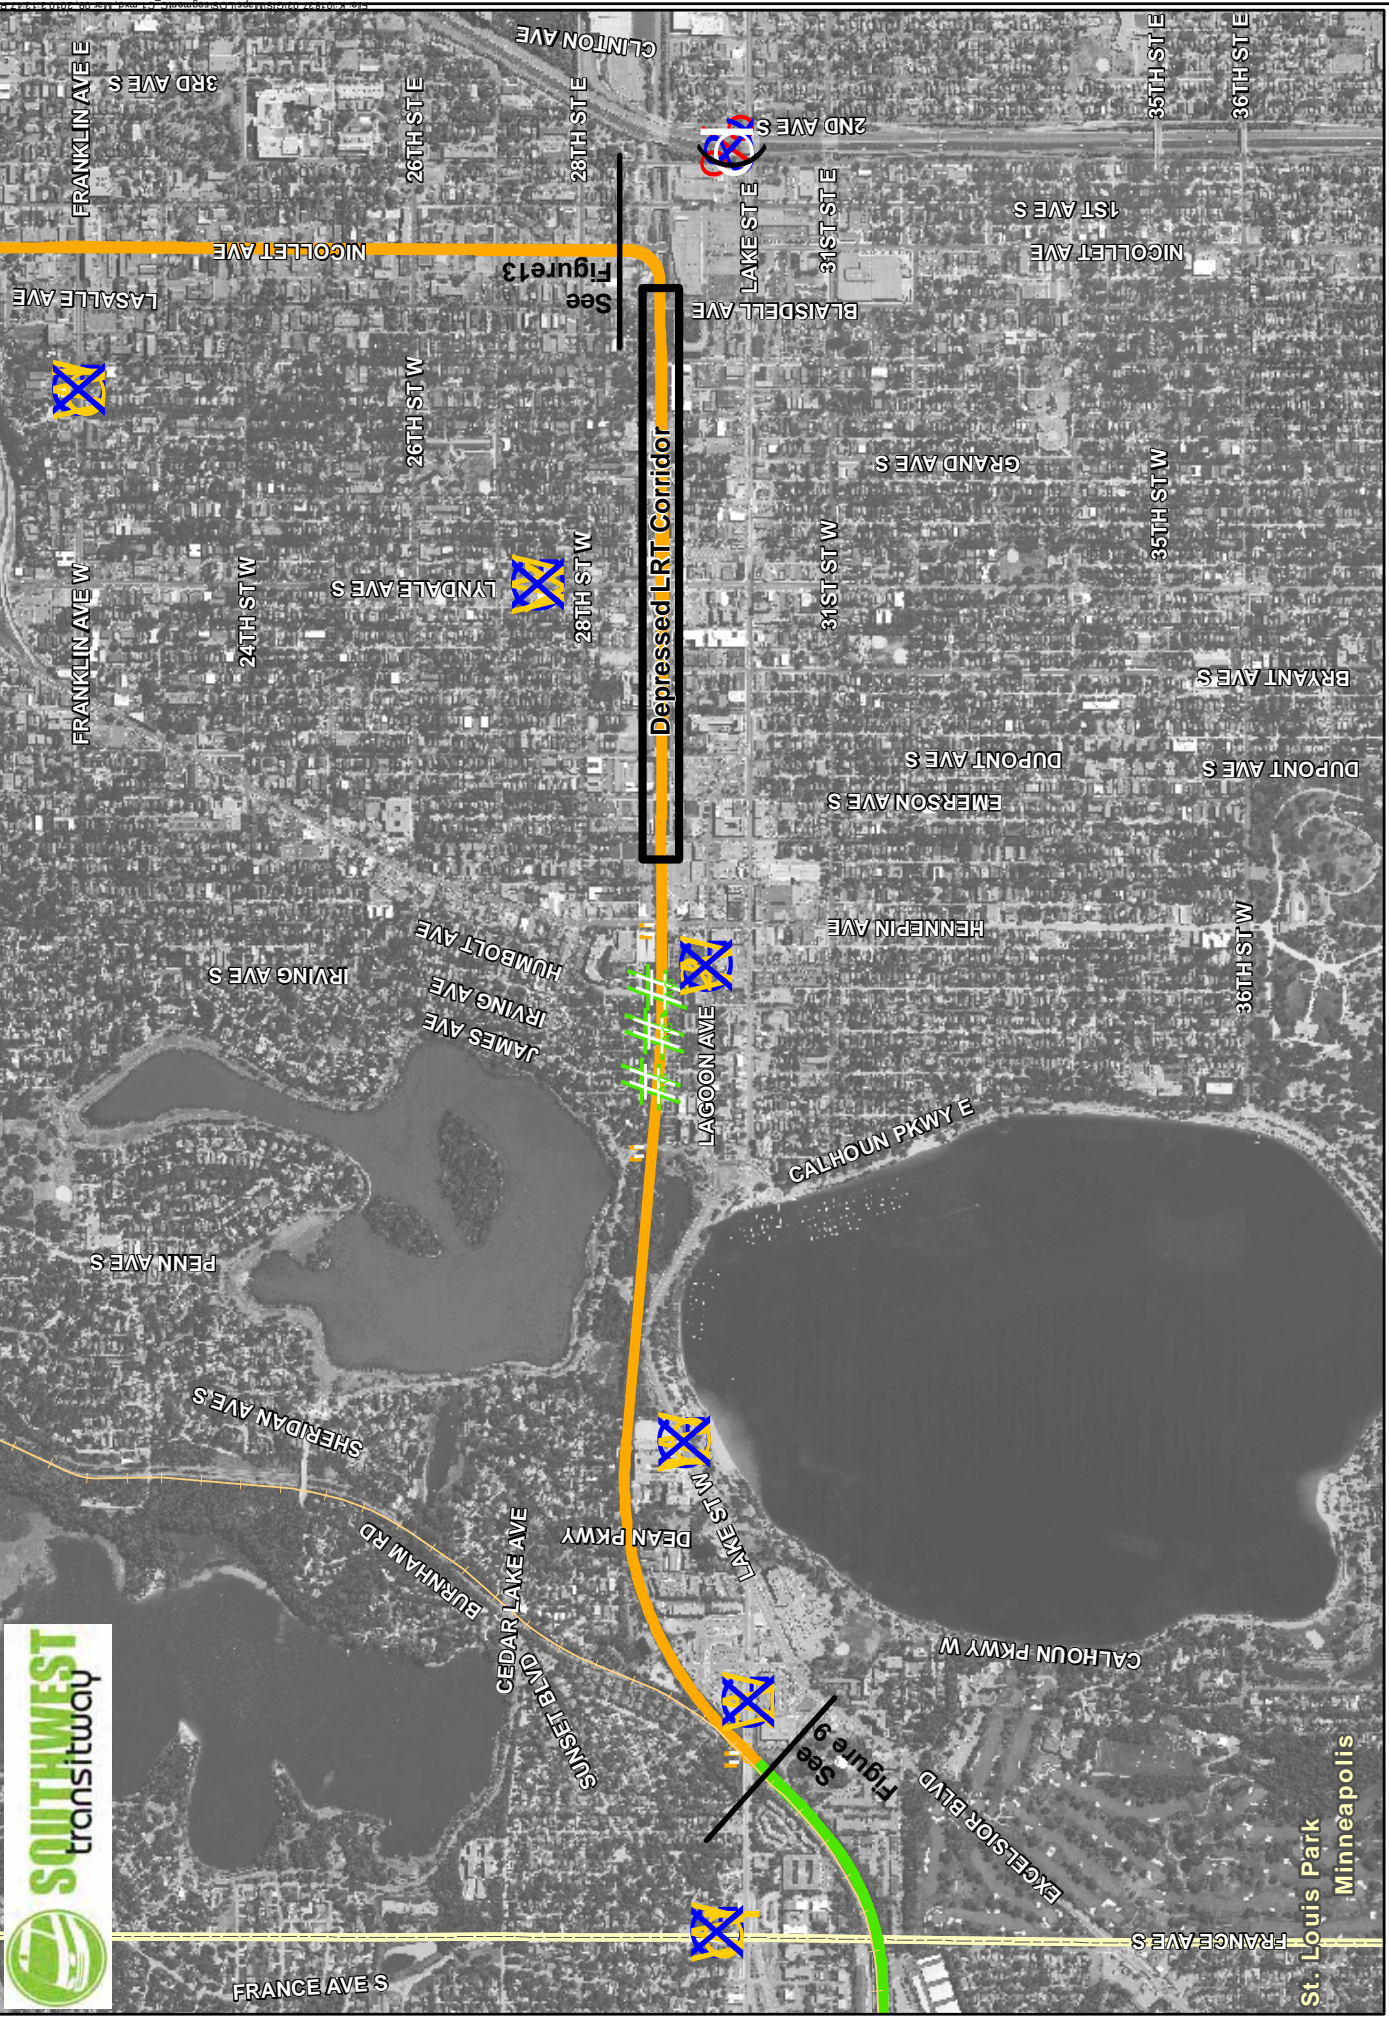 CLINTON AVE
FRANKLIN AVE E
3RD AVE S
26TH ST E
28TH ST E
2ND AVE S
35TH ST E
36TH ST E
LAKE ST E
31ST ST E
1ST AVE S
NICOLLET AVE
NICOLLET AVE
LASALLE AVE
See
Figure13
BLAISDELL AVE
26TH ST W
GRAND AVE S
35TH ST W
Depressed LRT Corridor
FRANKLIN AVE W
24TH ST W
LYNDALE AVE S
28TH ST W
31ST ST W
BRYANT AVE S
DUPONT AVE S
DUPONT AVE S
EMERSON AVE S
HENNEPIN AVE
36TH ST W
HUMBOLT AVE
IRVING AVE S
IRVING AVE
JAMES AVE
LAGOON AVE
CALHOUN PKWY E
PENN AVE S
SHERIDAN AVE S
LAKE ST W
DEAN PKWY
BURNHAM RD
CEDAR LAKE AVE
SUNSET BLVD
CALHOUN PKWY W
See
Figure 9
EXCELSIOR BLVD
FRANCE AVE S
FRANCE AVE S
St. Louis Park
Minneapolis
SOUTHWEST
transitway